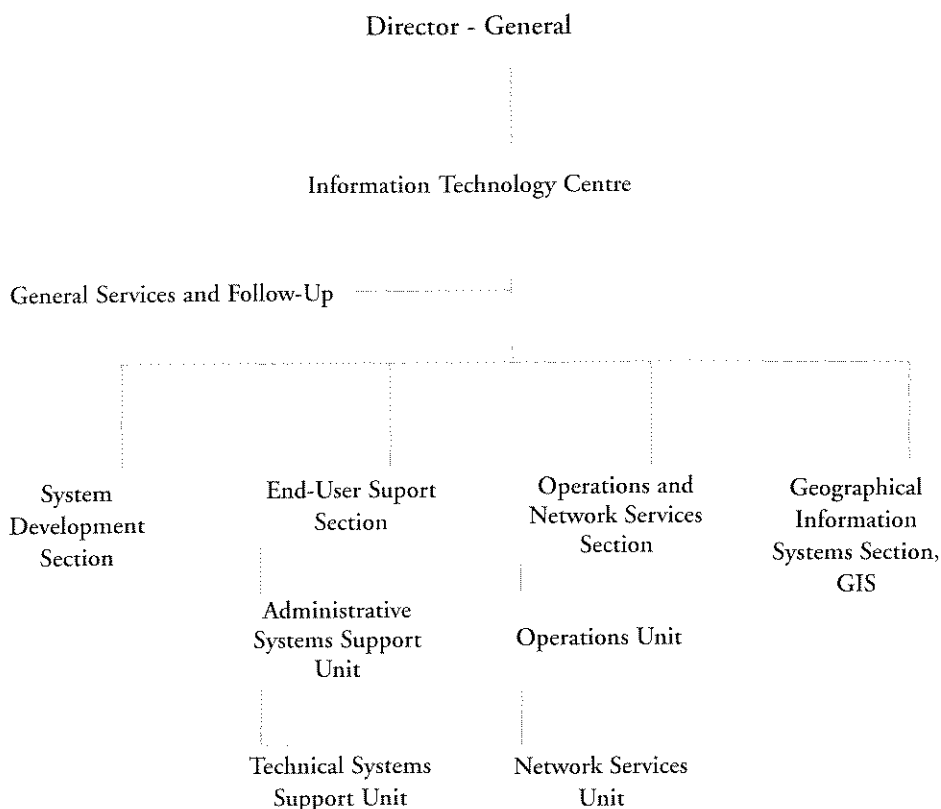 Director - General
Information Technology Centre
General Services and Follow-Up
System
Development
Section
End-User Suport
Section
Operations and
Network Services
Section
Geographical
Information
Systems Section,
GIS
Administrative
Systems Support
Unit
Operations Unit
Technical Systems
Support Unit
Network Services
Unit